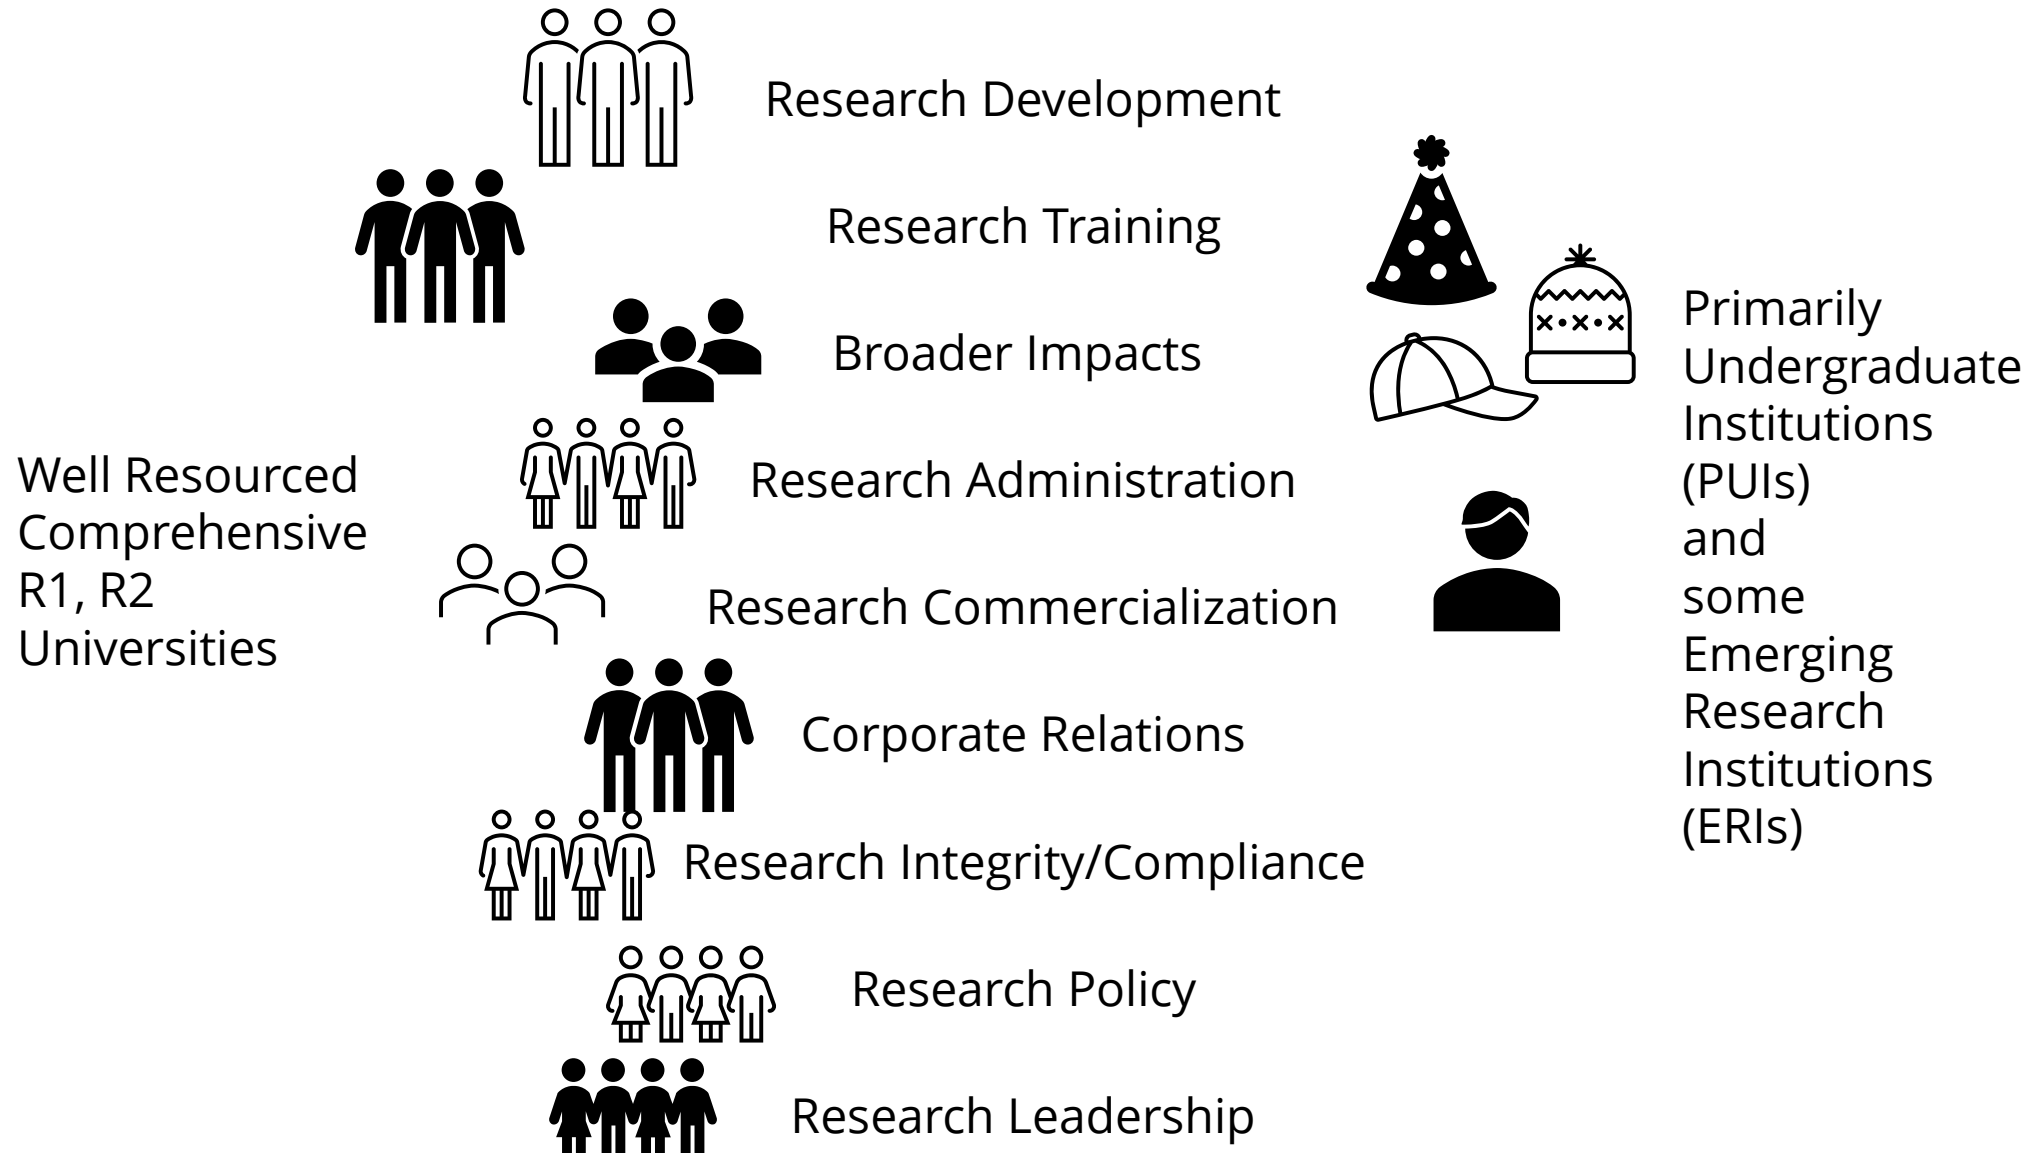 Research Development
Research Training
Broader Impacts
Research Administration
Research Commercialization
Corporate Relations
Research Integrity/Compliance
Research Policy
Research Leadership
Well Resourced
Comprehensive
R1, R2
Universities
Primarily
Undergraduate
Institutions
(PUIs)
and
some
Emerging
Research
Institutions
(ERIs)